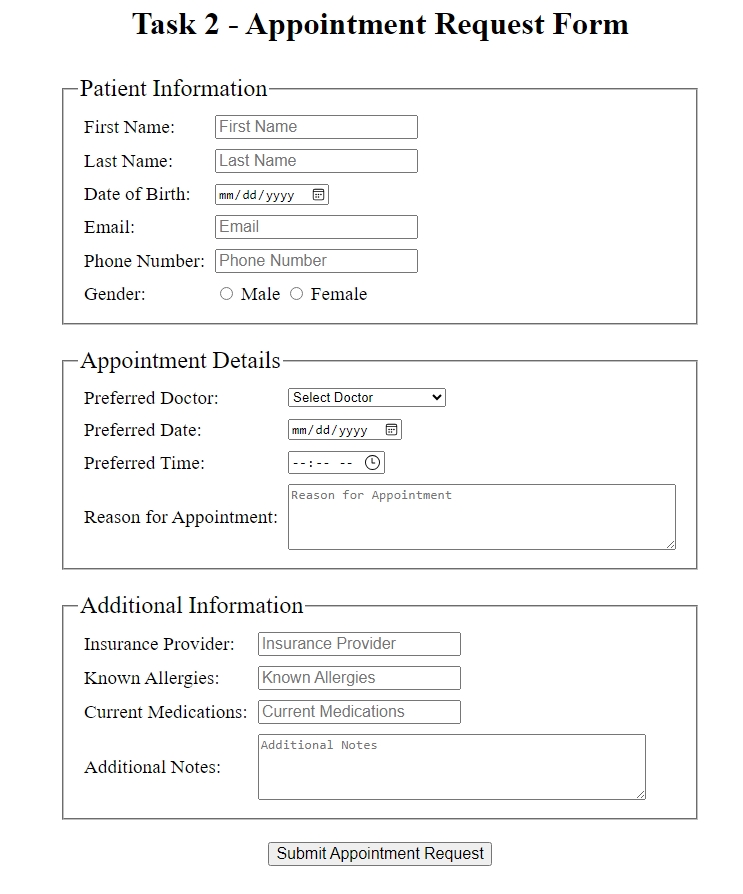 Task 2 - Appointment Request Form
Patient Information
First Name: First Name
Last Name: Last Name
Date of Birth: mm/dd/yyyy
Email: Email
Phone Number: Phone Number
Gender: Male Female
Appointment Details
Preferred Doctor: Select Doctor
Preferred Date: mm/dd/yyyy
Preferred Time: --:-- --
Reason for Appointment: Reason for Appointment
Additional Information
Insurance Provider: Insurance Provider
Known Allergies: Known Allergies
Current Medications: Current Medications
Additional Notes: Additional Notes
Submit Appointment Request